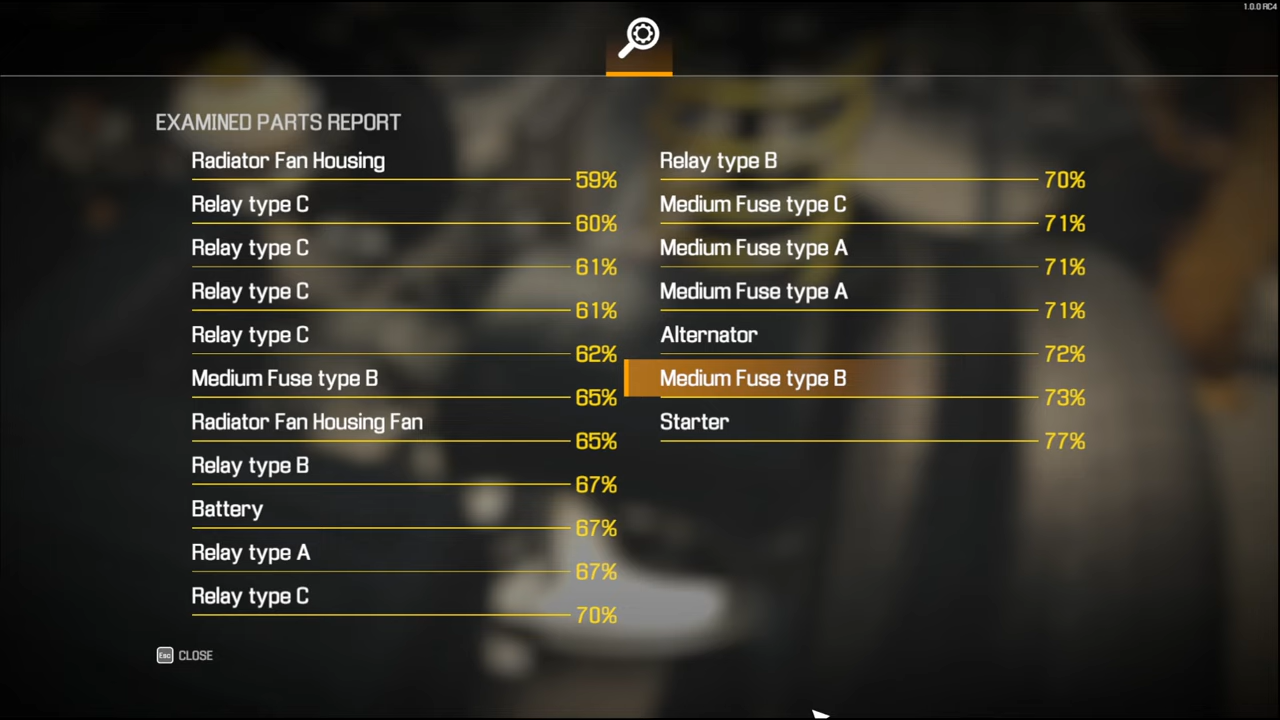 1.0.0 RC4
EXAMINED PARTS REPORT
Radiator Fan Housing
59%
Relay type C
60%
Relay type C
61%
Relay type C
61%
Relay type C
62%
Medium Fuse type B
65%
Radiator Fan Housing Fan
65%
Relay type B
67%
Battery
67%
Relay type A
67%
Relay type C
70%
Relay type B
70%
Medium Fuse type C
71%
Medium Fuse type A
71%
Medium Fuse type A
71%
Alternator
72%
Medium Fuse type B
73%
Starter
77%
Esc CLOSE